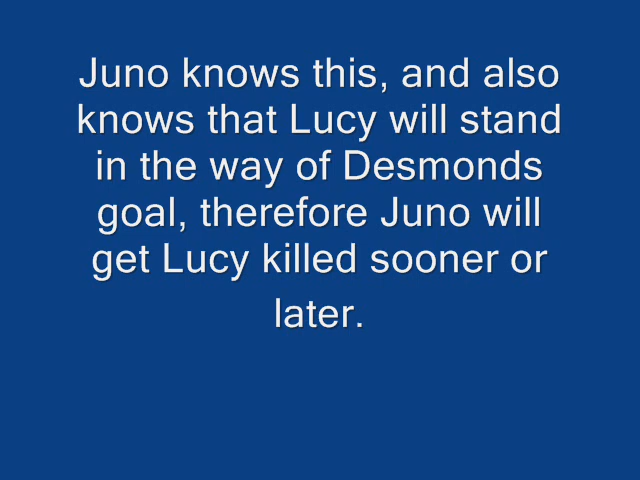 Juno knows this, and also
knows that Lucy will stand
in the way of Desmonds
goal, therefore Juno will
get Lucy killed sooner or
later.